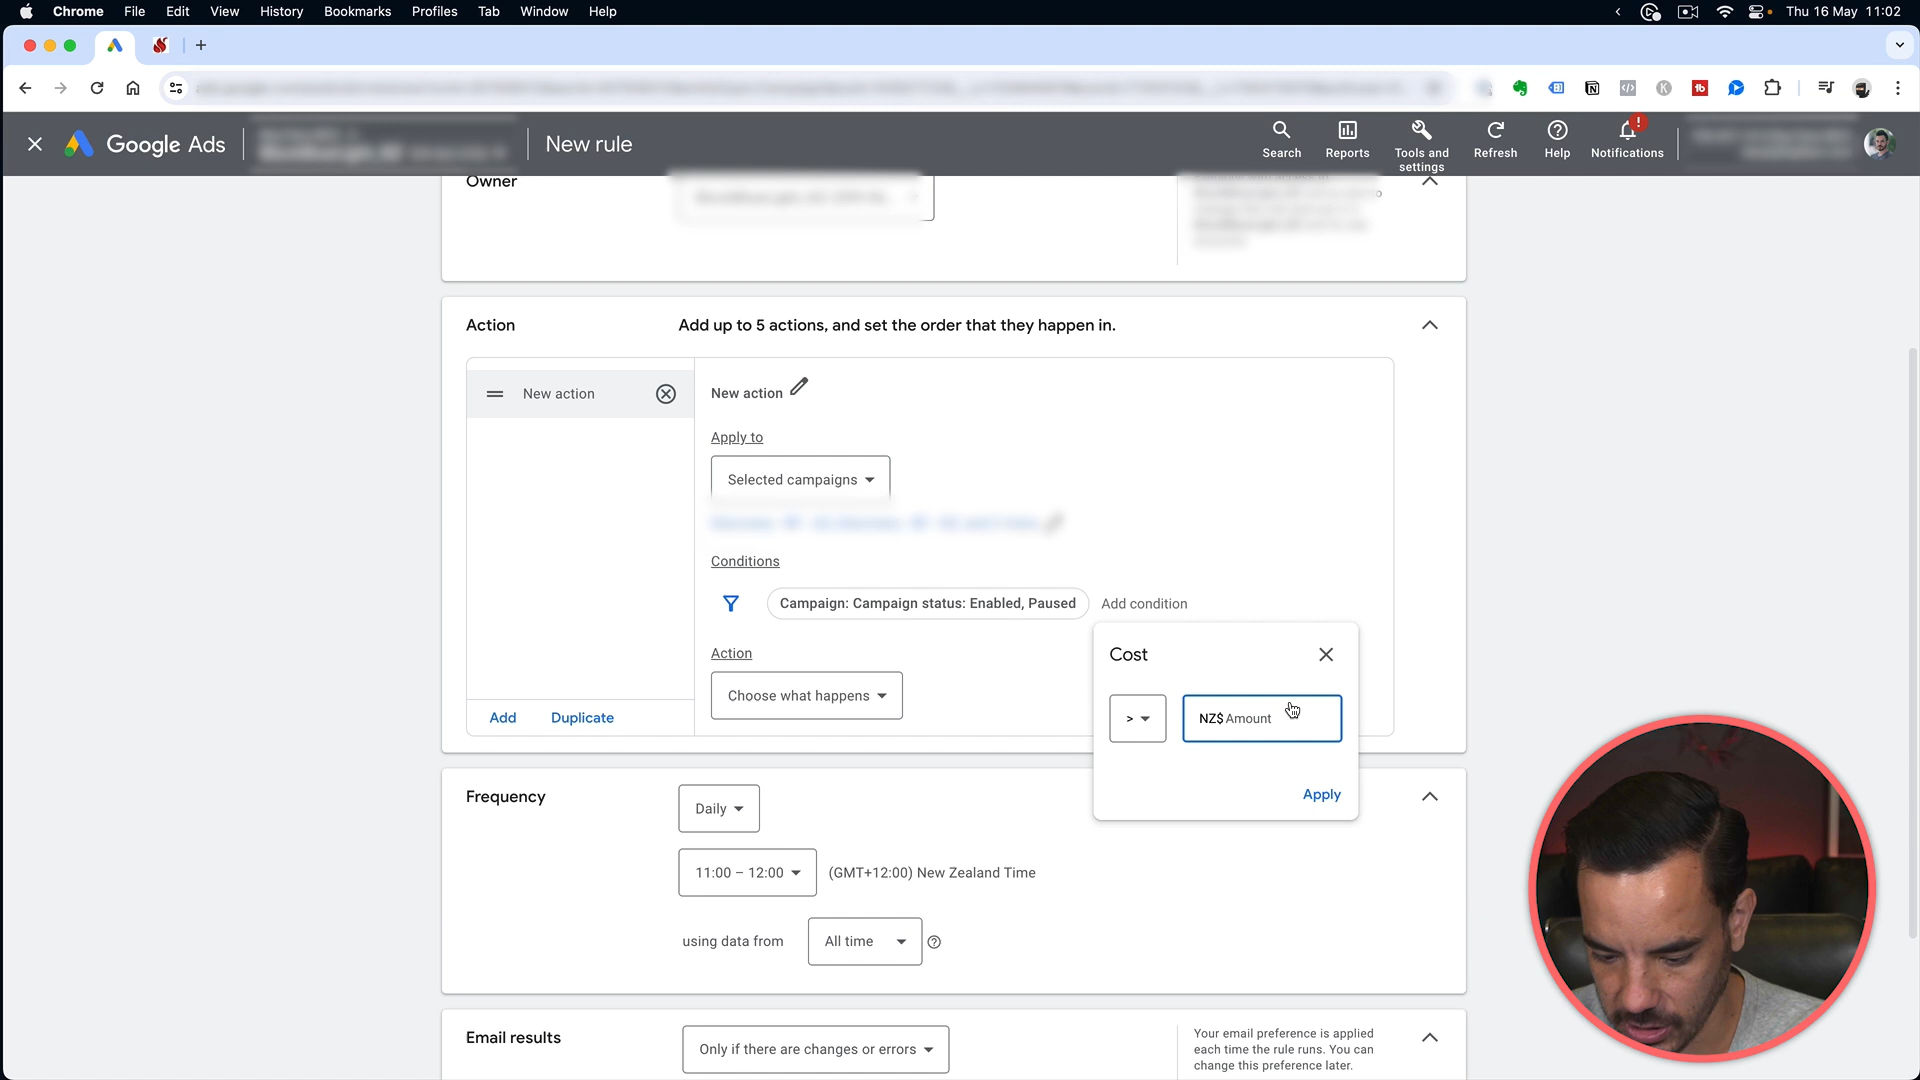 Chrome File Edit View History Bookmarks Profiles Tab Window Help Thu 16 May 11:02
Google Ads New rule Search Reports Tools and settings Refresh Help Notifications
Owner
Action Add up to 5 actions, and set the order that they happen in.
New action
New action
Apply to
Selected campaigns
Conditions
Campaign: Campaign status: Enabled, Paused Add condition
Action
Choose what happens
Add Duplicate
Cost
> NZ$ Amount
Apply
Frequency Daily
11:00 – 12:00 (GMT+12:00) New Zealand Time
using data from All time
Email results Only if there are changes or errors
Your email preference is applied
each time the rule runs. You can
change this preference later.